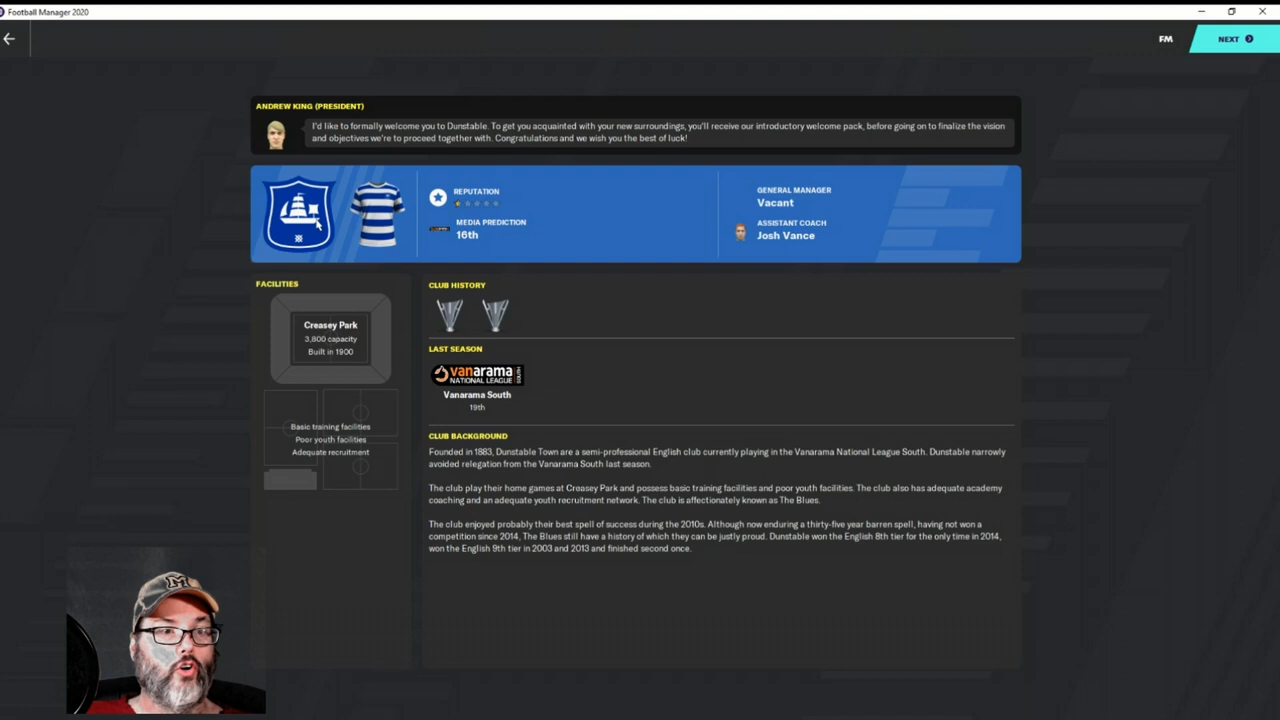 Football Manager 2020
FM
NEXT
ANDREW KING (PRESIDENT)
I'd like to formally welcome you to Dunstable. To get you acquainted with your new surroundings, you'll receive our introductory welcome pack, before going on to finalize the vision
and objectives we're to proceed together with. Congratulations and we wish you the best of luck!
REPUTATION
MEDIA PREDICTION
16th
GENERAL MANAGER
Vacant
ASSISTANT COACH
Josh Vance
FACILITIES
Creasey Park
3,800 capacity
Built in 1900
Basic training facilities
Poor youth facilities
Adequate recruitment
CLUB HISTORY
LAST SEASON
vanarama
NATIONAL LEAGUE
SOUTH
Vanarama South
19th
CLUB BACKGROUND
Founded in 1883, Dunstable Town are a semi-professional English club currently playing in the Vanarama National League South. Dunstable narrowly
avoided relegation from the Vanarama South last season.
The club play their home games at Creasey Park and possess basic training facilities and poor youth facilities. The club also has adequate academy
coaching and an adequate youth recruitment network. The club is affectionately known as The Blues.
The club enjoyed probably their best spell of success during the 2010s. Although now enduring a thirty-five year barren spell, having not won a
competition since 2014, The Blues still have a history of which they can be justly proud. Dunstable won the English 8th tier for the only time in 2014,
won the English 9th tier in 2003 and 2013 and finished second once.
M